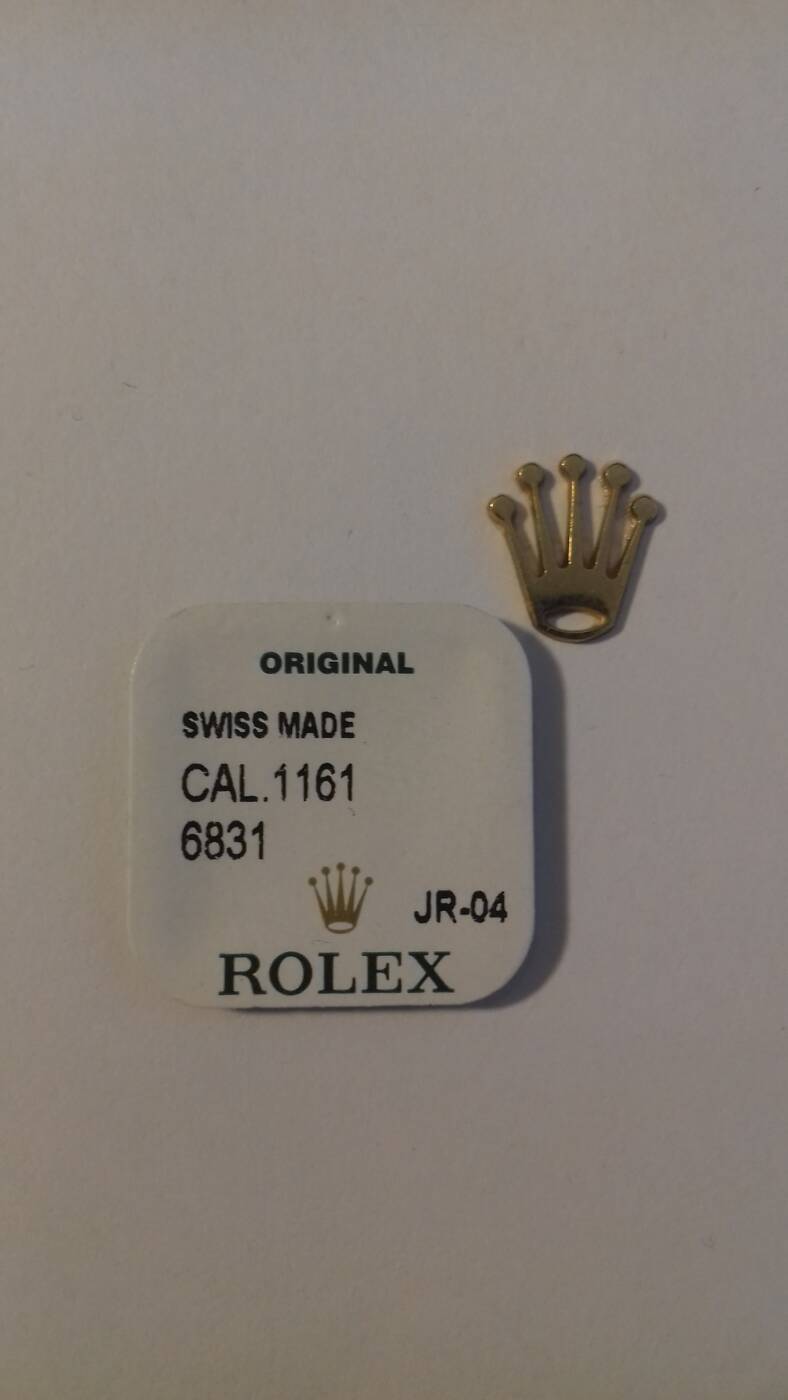 ORIGINAL
SWISS MADE
CAL.1161
6831
JR-04
ROLEX